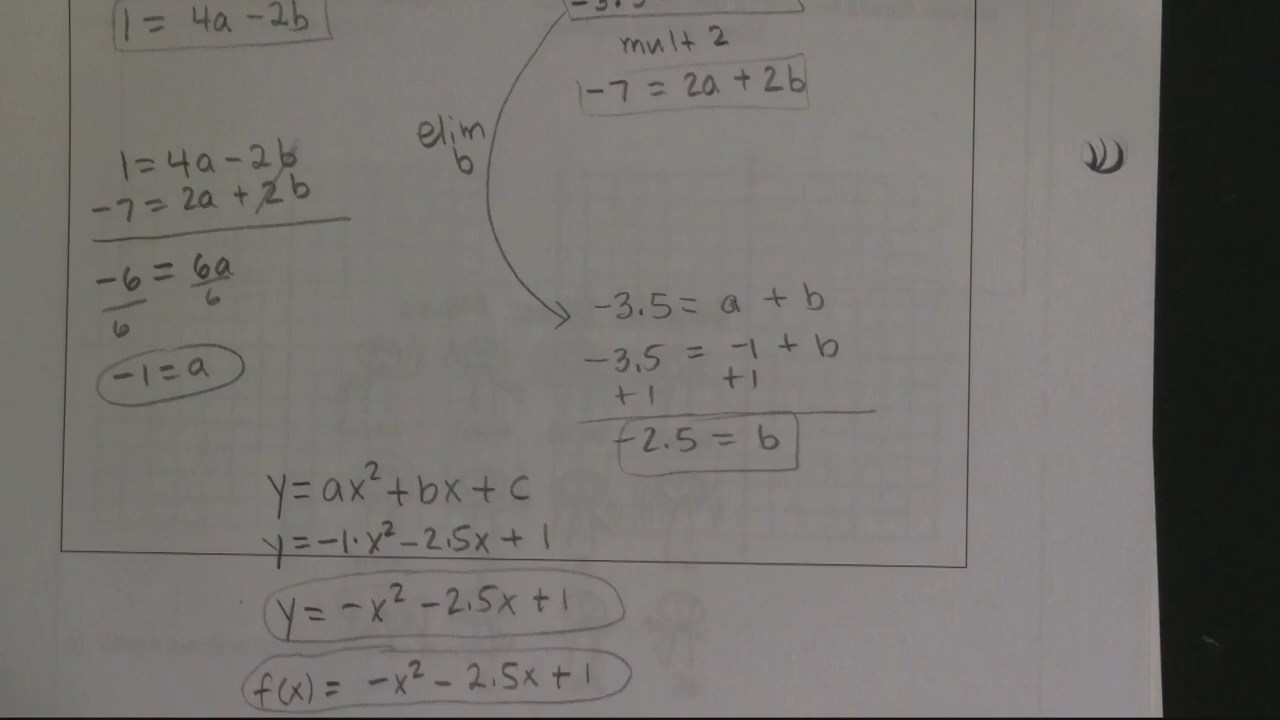 1 = 4a - 2b
-3.5
mult 2
-7 = 2a + 2b
elim
b
1 = 4a - 2b
-7 = 2a + 2b
-6 = 6a
6 6
-1 = a
-3.5 = a + b
-3.5 = -1 + b
+1 +1
-2.5 = b
y = ax² + bx + c
y = -1·x² - 2.5x + 1
y = -x² - 2.5x + 1
f(x) = -x² - 2.5x + 1